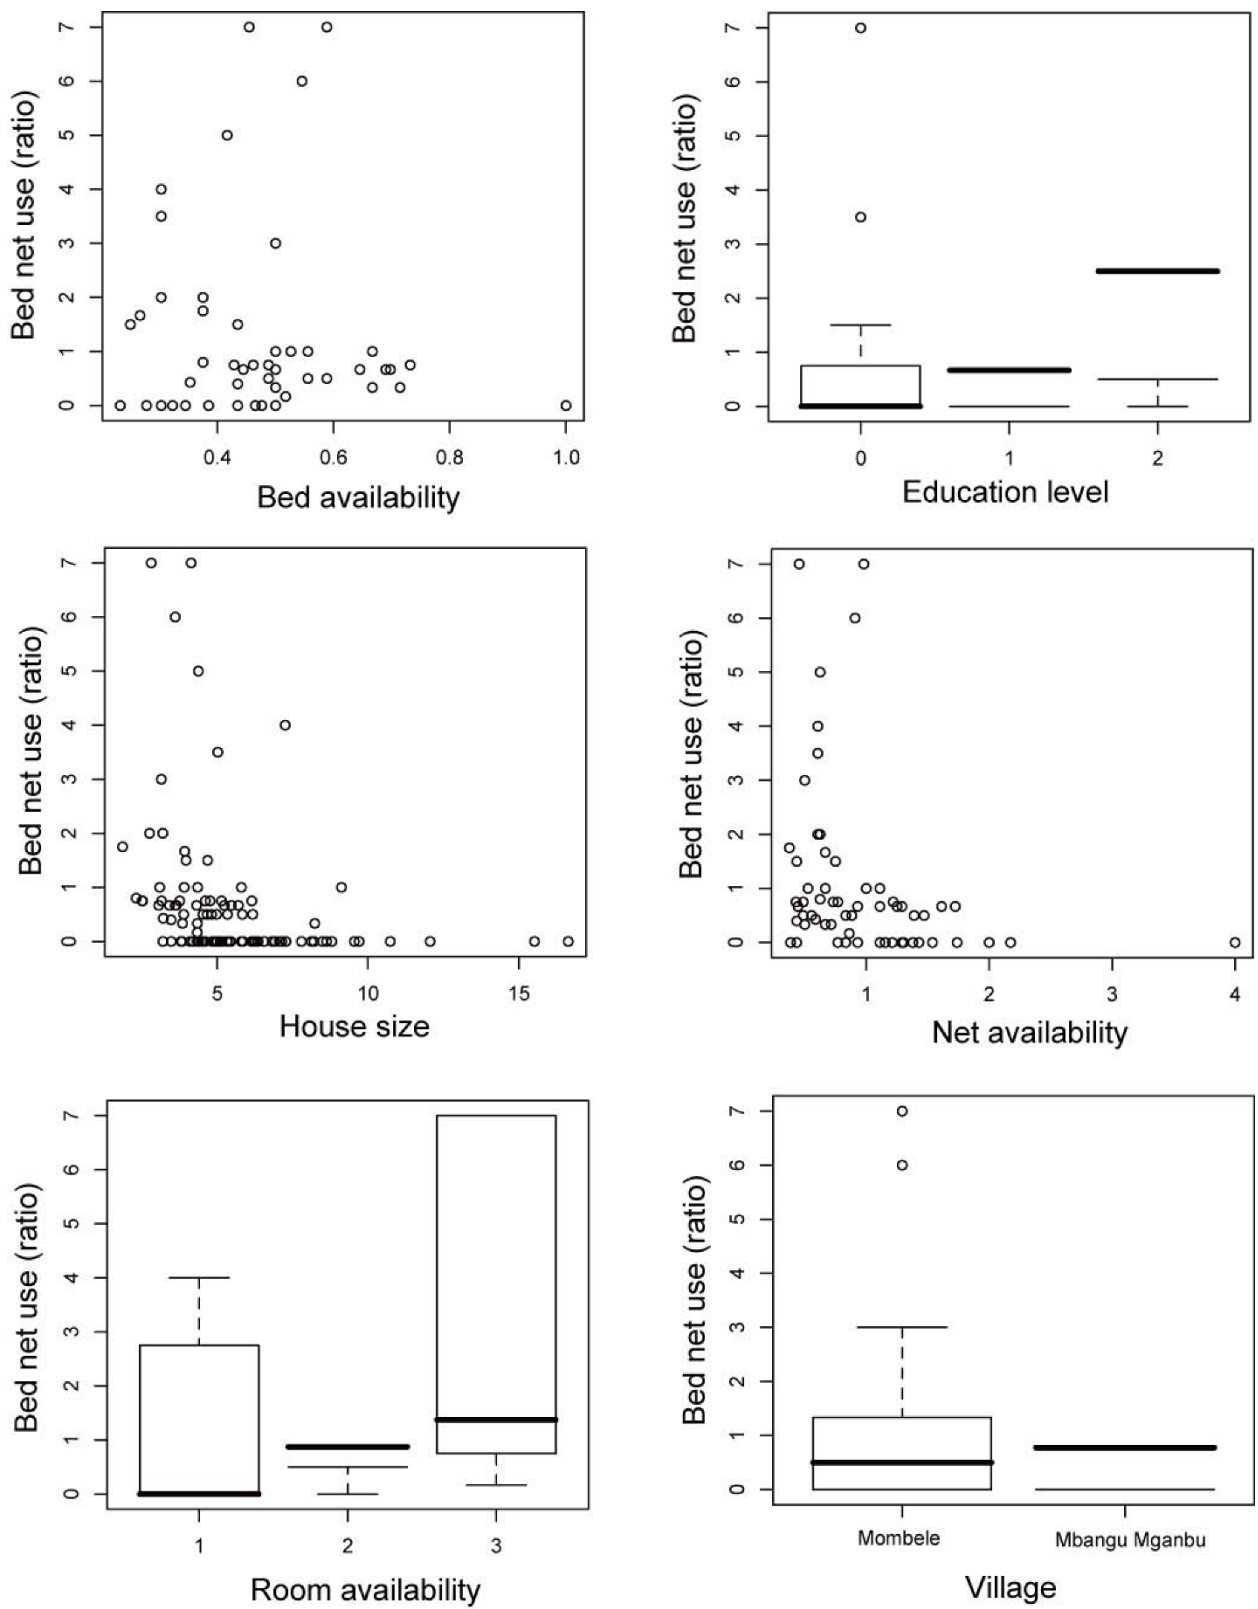 Bed net use (ratio)
7
6
5
4
3
2
1
0
0.4 0.6 0.8 1.0
Bed availability
Bed net use (ratio)
7
6
5
4
3
2
1
0
0 1 2
Education level
Bed net use (ratio)
7
6
5
4
3
2
1
0
5 10 15
House size
Bed net use (ratio)
7
6
5
4
3
2
1
0
1 2 3 4
Net availability
Bed net use (ratio)
7
6
5
4
3
2
1
0
1 2 3
Room availability
Bed net use (ratio)
7
6
5
4
3
2
1
0
Mombele Mbangu Mganbu
Village